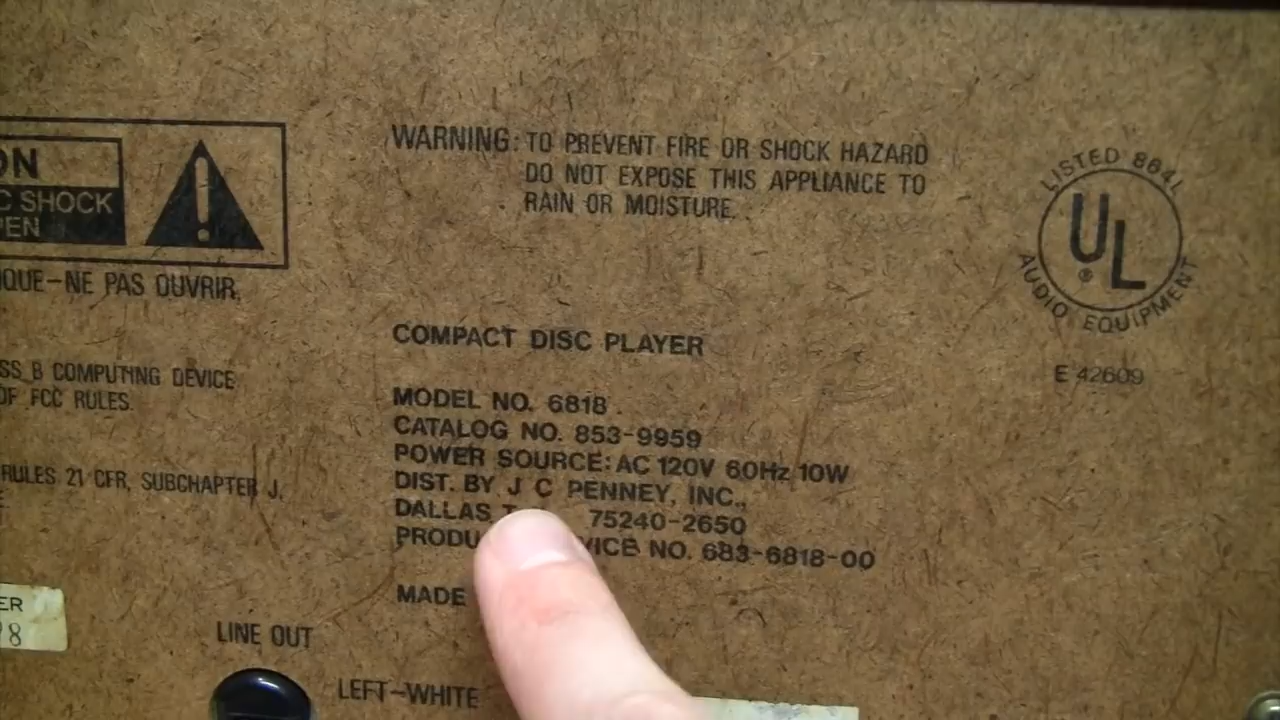 ON
C SHOCK
PEN
IQUE-NE PAS OUVRIR.
SS B COMPUTING DEVICE
OF FCC RULES.
RULES 21 CFR, SUBCHAPTER J,
ER
98
WARNING: TO PREVENT FIRE OR SHOCK HAZARD
DO NOT EXPOSE THIS APPLIANCE TO
RAIN OR MOISTURE.
COMPACT DISC PLAYER
MODEL NO. 6818
CATALOG NO. 853-9959
POWER SOURCE: AC 120V 60Hz 10W
DIST. BY J C PENNEY, INC.,
DALLAS 75240-2650
PRODU VICE NO. 683-6818-00
MADE
LINE OUT
LEFT-WHITE
LISTED 864L
UL ®
AUDIO EQUIPMENT
E 42609